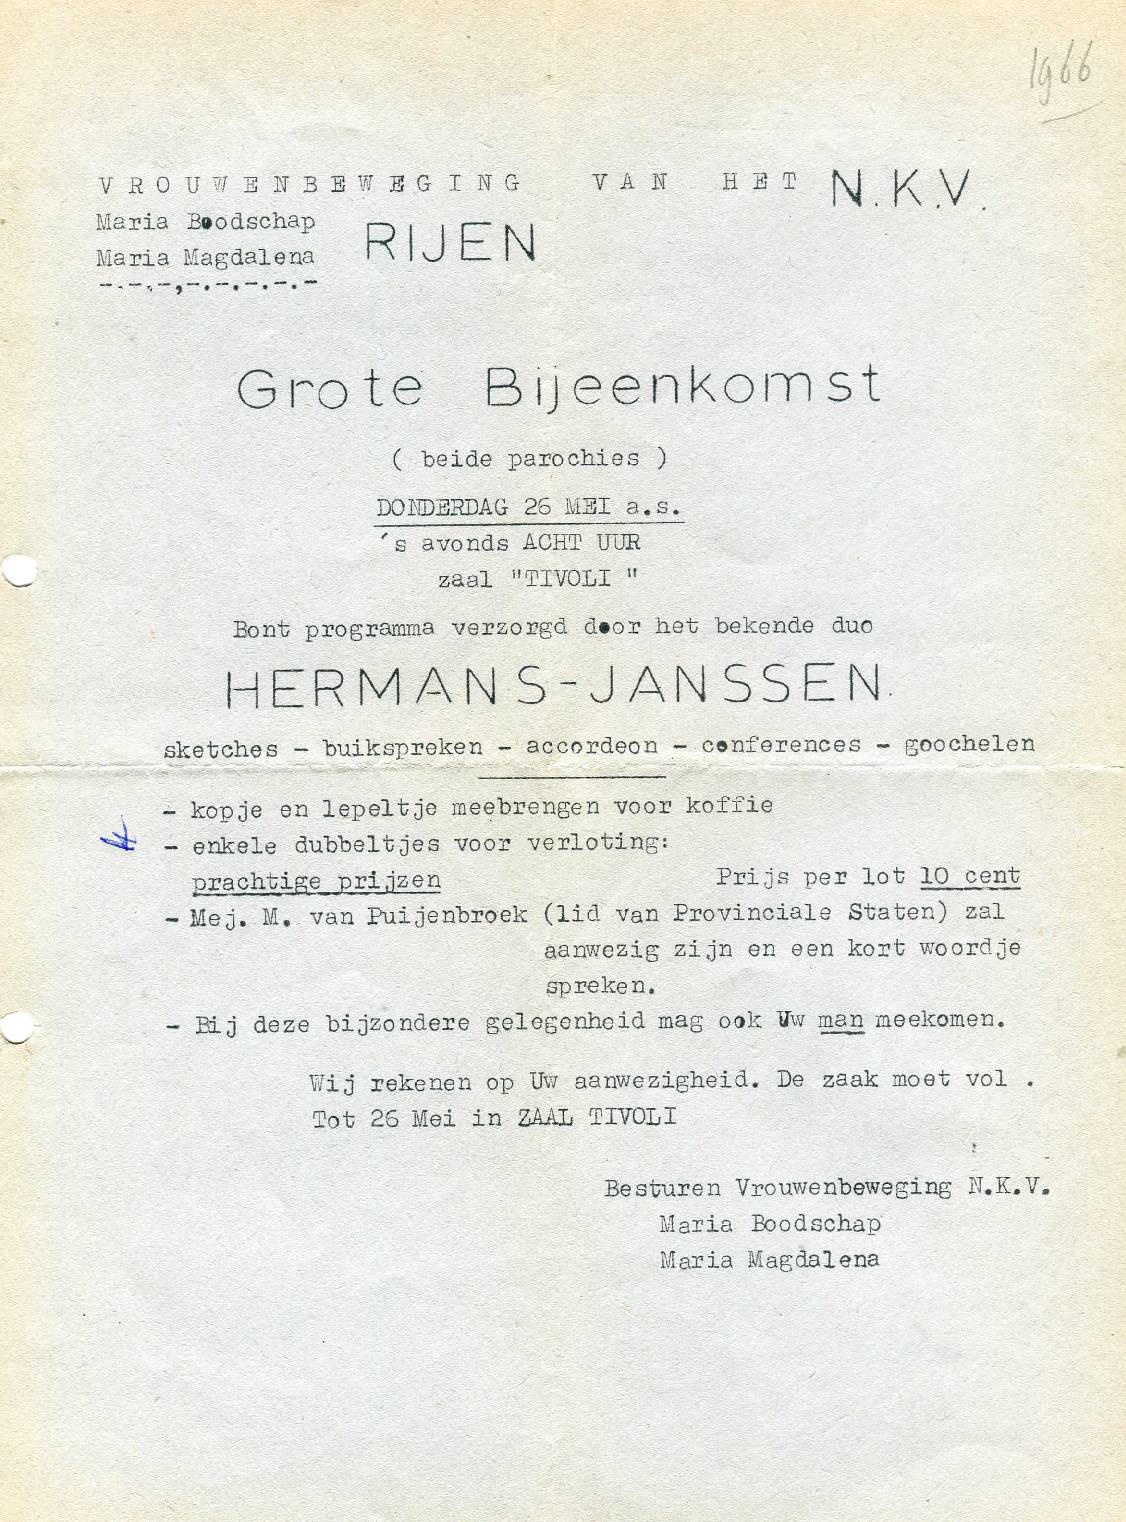 1966
VROUWENBEWEGING VAN HET N.K.V.
Maria Boodschap
Maria Magdalena
RIJEN
Grote Bijeenkomst
( beide parochies )
DONDERDAG 26 MEI a.s.
's avonds ACHT UUR
zaal "TIVOLI "
Bont programma verzorgd door het bekende duo
HERMANS-JANSSEN.
sketches - buikspreken - accordeon - conferences - goochelen
- kopje en lepeltje meebrengen voor koffie
- enkele dubbeltjes voor verloting:
prachtige prijzen Prijs per lot 10 cent
- Mej. M. van Puijenbroek (lid van Provinciale Staten) zal
aanwezig zijn en een kort woordje
spreken.
- Bij deze bijzondere gelegenheid mag ook Uw man meekomen.
Wij rekenen op Uw aanwezigheid. De zaak moet vol .
Tot 26 Mei in ZAAL TIVOLI
Besturen Vrouwenbeweging N.K.V.
Maria Boodschap
Maria Magdalena